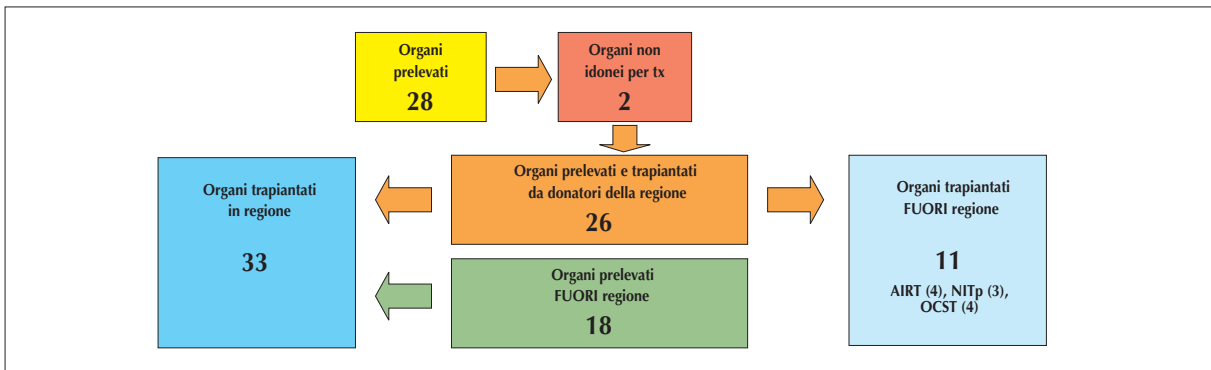 Organi
prelevati
28
Organi non
idonei per tx
2
Organi trapiantati
in regione
33
Organi prelevati e trapiantati
da donatori della regione
26
Organi prelevati
FUORI regione
18
Organi trapiantati
FUORI regione
11
AIRT (4), NITp (3),
OCST (4)